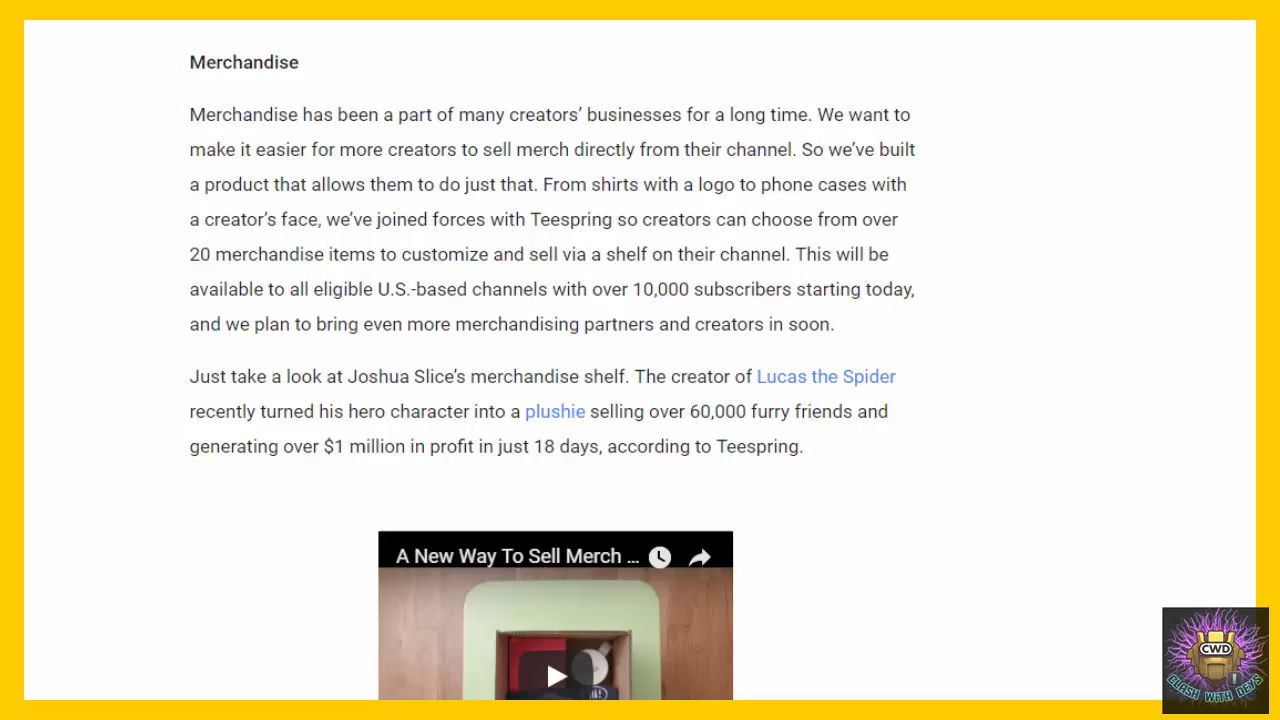 Merchandise
Merchandise has been a part of many creators’ businesses for a long time. We want to
make it easier for more creators to sell merch directly from their channel. So we’ve built
a product that allows them to do just that. From shirts with a logo to phone cases with
a creator’s face, we’ve joined forces with Teespring so creators can choose from over
20 merchandise items to customize and sell via a shelf on their channel. This will be
available to all eligible U.S.-based channels with over 10,000 subscribers starting today,
and we plan to bring even more merchandising partners and creators in soon.
Just take a look at Joshua Slice’s merchandise shelf. The creator of Lucas the Spider
recently turned his hero character into a plushie selling over 60,000 furry friends and
generating over $1 million in profit in just 18 days, according to Teespring.
A New Way To Sell Merch ...
CWD
CLASH WITH DEVS